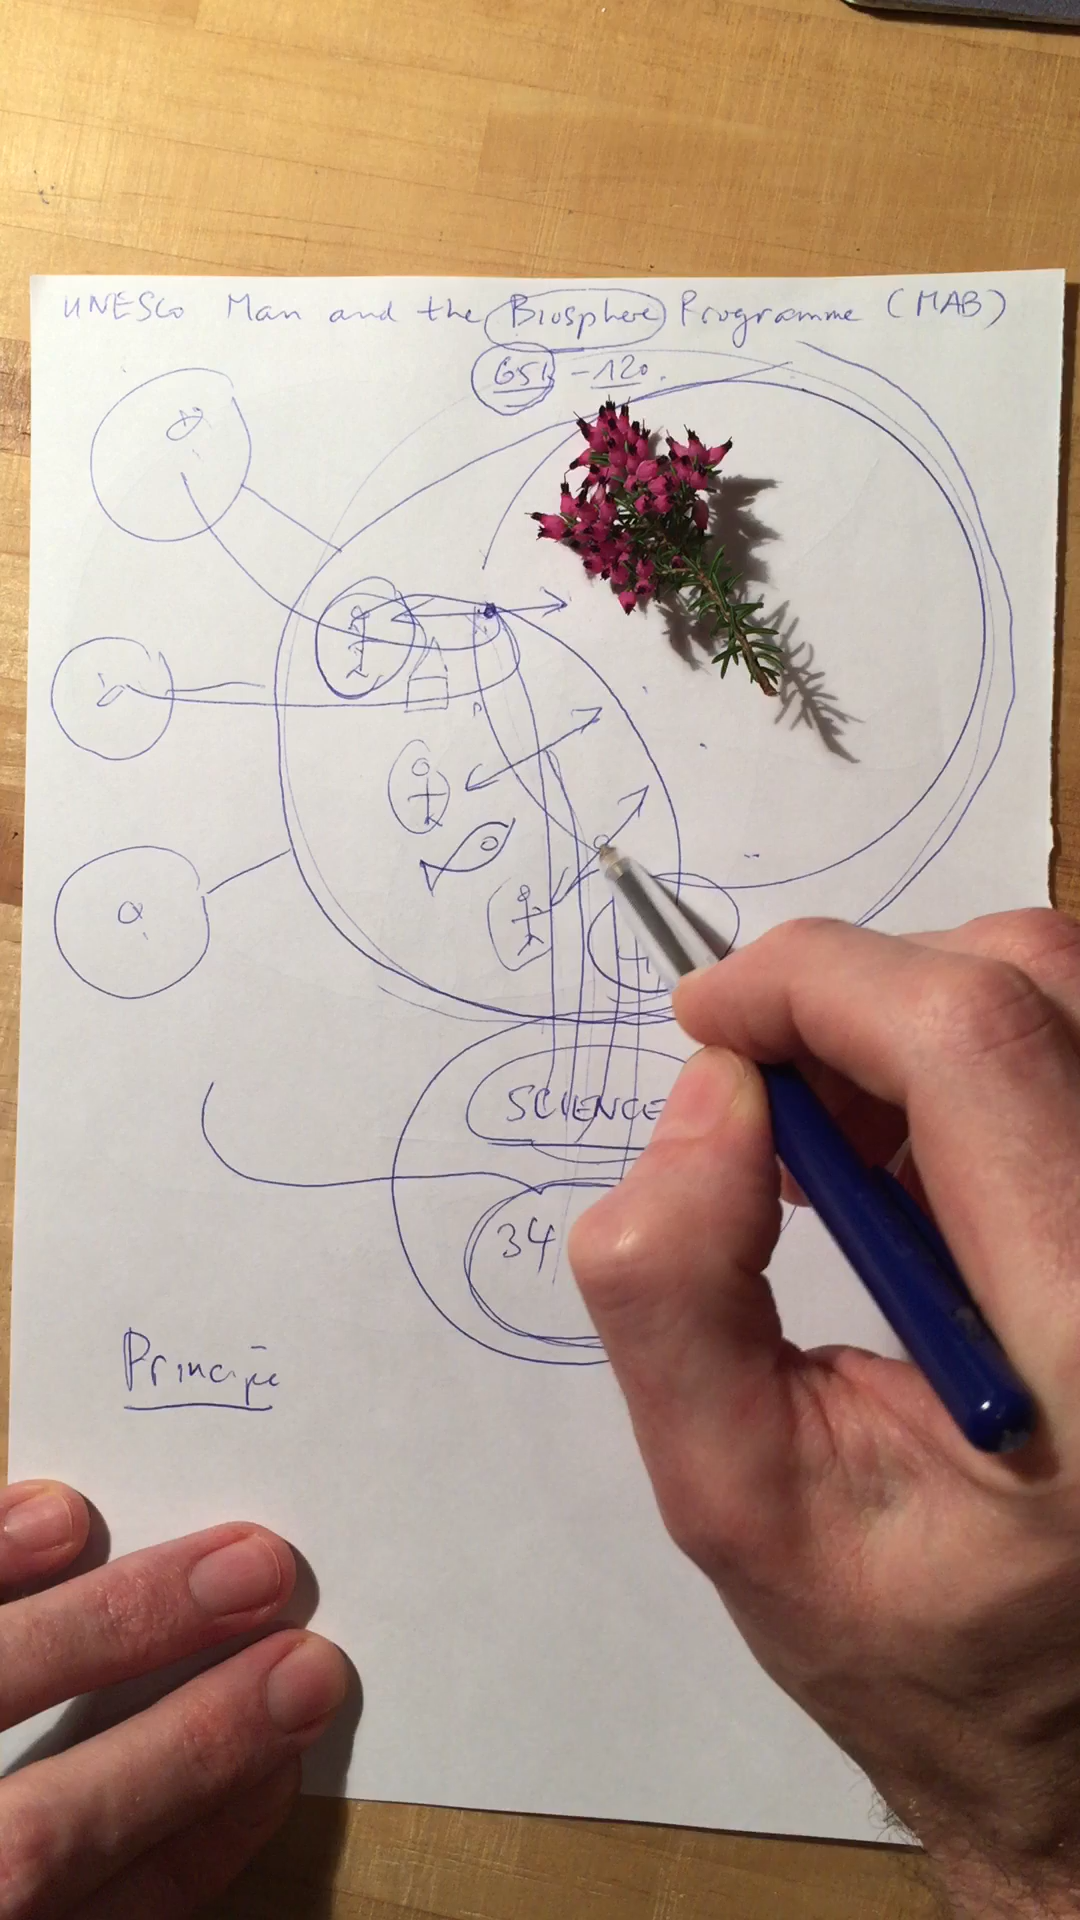 UNESCO Man and the Biosphere Programme (MAB)
651 - 120.
SCIENCE
34
Principe